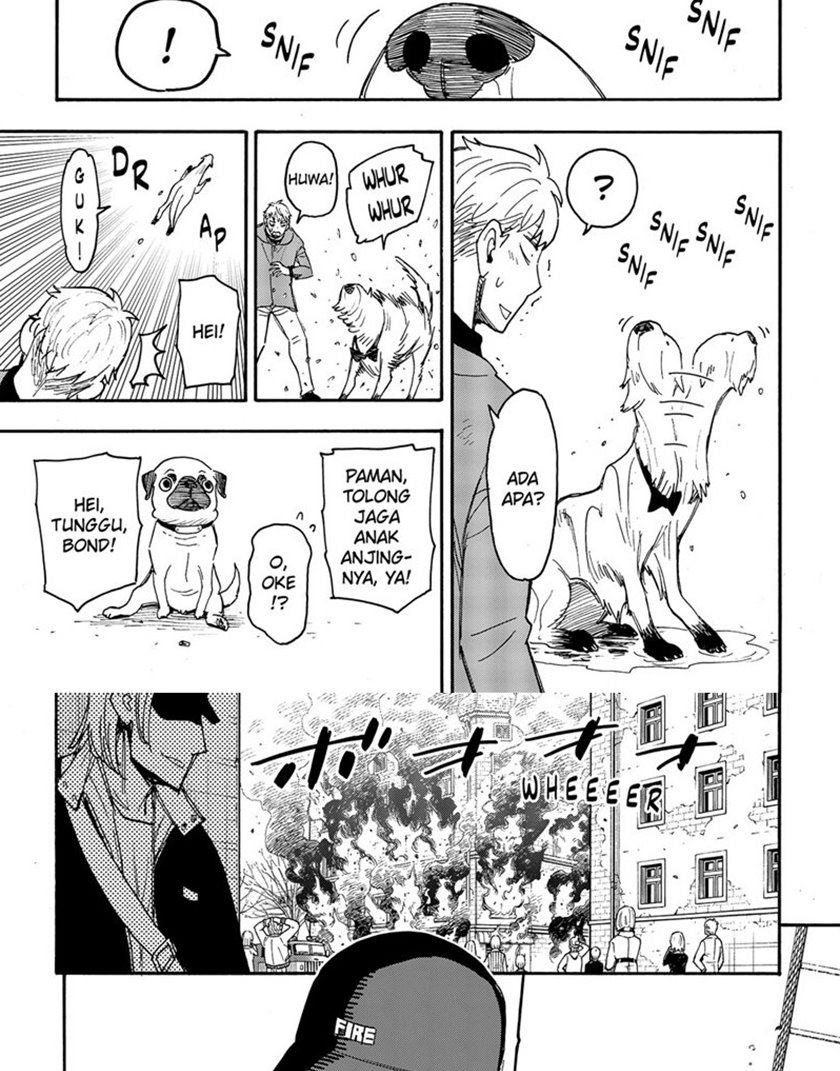 !
SNIF
SNIF
SNIF
?
SNIF
SNIF
SNIF
SNIF
ADA
APA?
WHUR
WHUR
HUWA!
DR
AP
GUK!
HEI!
PAMAN,
TOLONG
JAGA
ANAK
ANJING-
NYA, YA!
O,
OKE
!?
HEI,
TUNGGU,
BOND!
ボオオオ
WHEEEER
FIRE